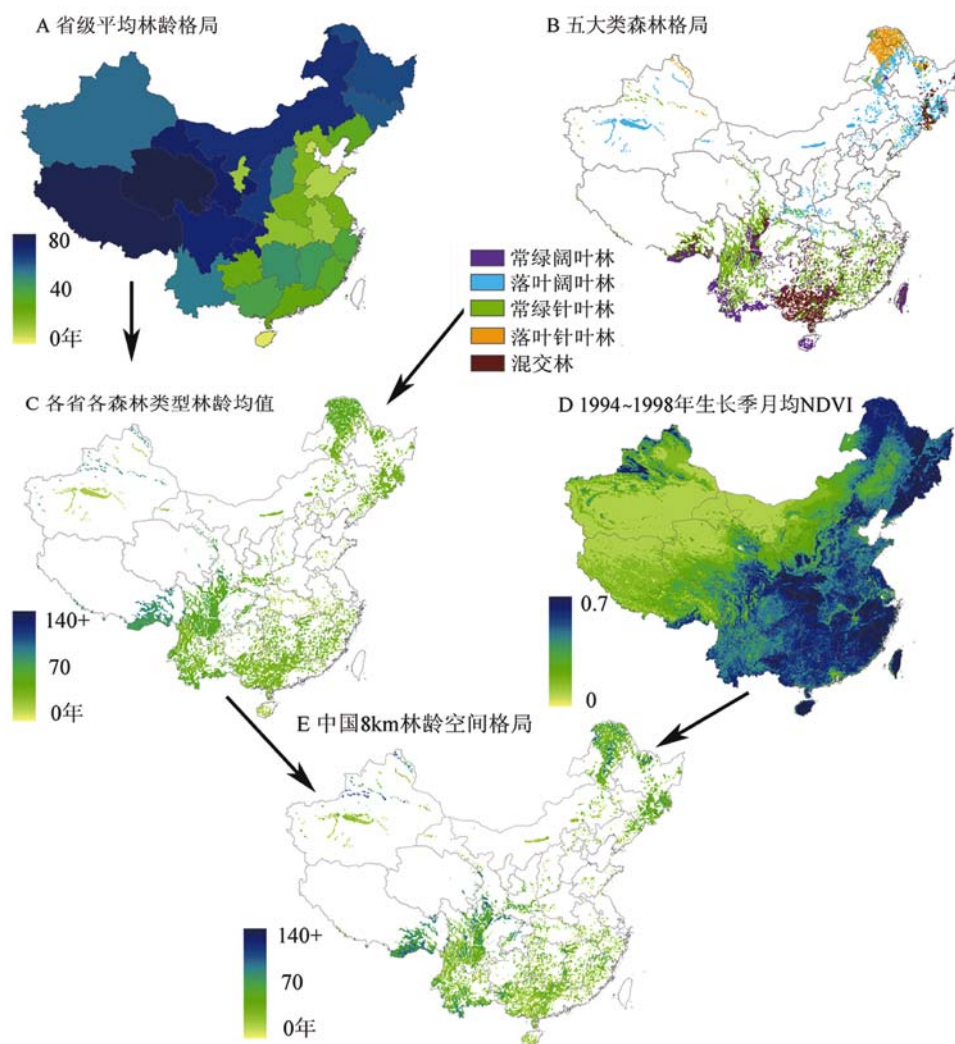 A 省级平均林龄格局
B 五大类森林格局
80
40
0年
常绿阔叶林
落叶阔叶林
常绿针叶林
落叶针叶林
混交林
C 各省各森林类型林龄均值
D 1994~1998年生长季月均NDVI
140+
70
0年
0.7
0
E 中国8km林龄空间格局
140+
70
0年